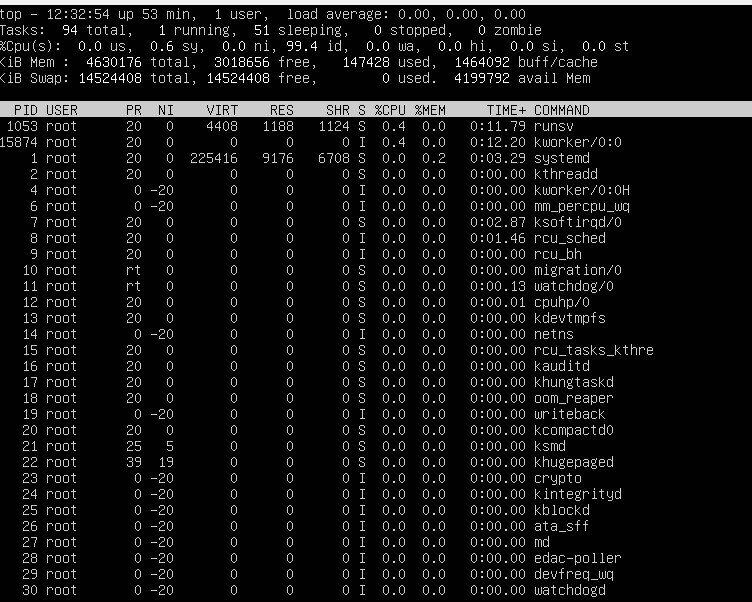 top - 12:32:54 up 53 min,  1 user,  load average: 0.00, 0.00, 0.00
Tasks:  94 total,   1 running,  51 sleeping,   0 stopped,   0 zombie
%Cpu(s):  0.0 us,  0.6 sy,  0.0 ni, 99.4 id,  0.0 wa,  0.0 hi,  0.0 si,  0.0 st
KiB Mem :  4630176 total,  3018656 free,   147428 used,  1464092 buff/cache
KiB Swap: 14524408 total, 14524408 free,        0 used.  4199792 avail Mem
  PID USER      PR  NI    VIRT    RES    SHR S %CPU %MEM     TIME+ COMMAND
 1053 root      20   0    4408   1188   1124 S  0.4  0.0   0:11.79 runsv
15874 root      20   0       0      0      0 I  0.4  0.0   0:12.20 kworker/0:0
    1 root      20   0  225416   9176   6708 S  0.0  0.2   0:03.29 systemd
    2 root      20   0       0      0      0 S  0.0  0.0   0:00.00 kthreadd
    4 root       0 -20       0      0      0 I  0.0  0.0   0:00.00 kworker/0:0H
    6 root       0 -20       0      0      0 I  0.0  0.0   0:00.00 mm_percpu_wq
    7 root      20   0       0      0      0 S  0.0  0.0   0:02.87 ksoftirqd/0
    8 root      20   0       0      0      0 I  0.0  0.0   0:01.46 rcu_sched
    9 root      20   0       0      0      0 I  0.0  0.0   0:00.00 rcu_bh
   10 root      rt   0       0      0      0 S  0.0  0.0   0:00.00 migration/0
   11 root      rt   0       0      0      0 S  0.0  0.0   0:00.13 watchdog/0
   12 root      20   0       0      0      0 S  0.0  0.0   0:00.01 cpuhp/0
   13 root      20   0       0      0      0 S  0.0  0.0   0:00.00 kdevtmpfs
   14 root       0 -20       0      0      0 I  0.0  0.0   0:00.00 netns
   15 root      20   0       0      0      0 S  0.0  0.0   0:00.00 rcu_tasks_kthre
   16 root      20   0       0      0      0 S  0.0  0.0   0:00.00 kauditd
   17 root      20   0       0      0      0 S  0.0  0.0   0:00.00 khungtaskd
   18 root      20   0       0      0      0 S  0.0  0.0   0:00.00 oom_reaper
   19 root       0 -20       0      0      0 I  0.0  0.0   0:00.00 writeback
   20 root      20   0       0      0      0 S  0.0  0.0   0:00.00 kcompactd0
   21 root      25   5       0      0      0 S  0.0  0.0   0:00.00 ksmd
   22 root      39  19       0      0      0 S  0.0  0.0   0:00.00 khugepaged
   23 root       0 -20       0      0      0 I  0.0  0.0   0:00.00 crypto
   24 root       0 -20       0      0      0 I  0.0  0.0   0:00.00 kintegrityd
   25 root       0 -20       0      0      0 I  0.0  0.0   0:00.00 kblockd
   26 root       0 -20       0      0      0 I  0.0  0.0   0:00.00 ata_sff
   27 root       0 -20       0      0      0 I  0.0  0.0   0:00.00 md
   28 root       0 -20       0      0      0 I  0.0  0.0   0:00.00 edac-poller
   29 root       0 -20       0      0      0 I  0.0  0.0   0:00.00 devfreq_wq
   30 root       0 -20       0      0      0 I  0.0  0.0   0:00.00 watchdogd